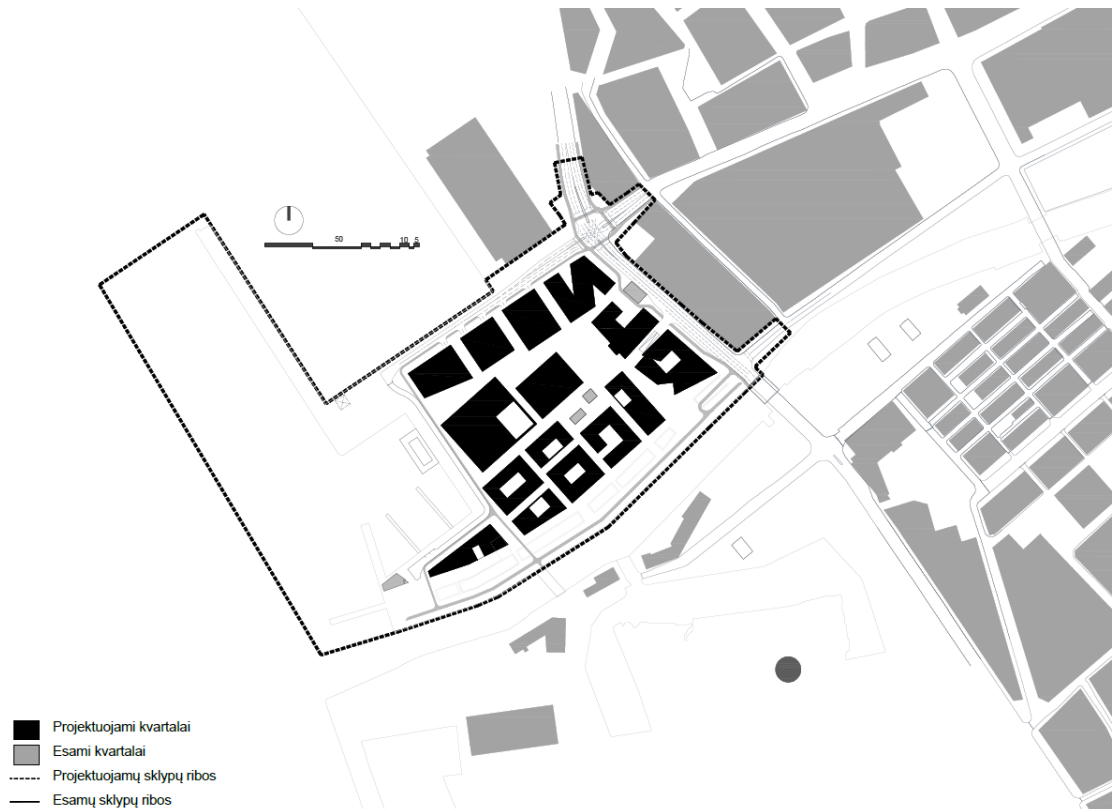 50
10
5
Projektuojami kvartalai
Esami kvartalai
Projektuojamų sklypų ribos
Esamų sklypų ribos